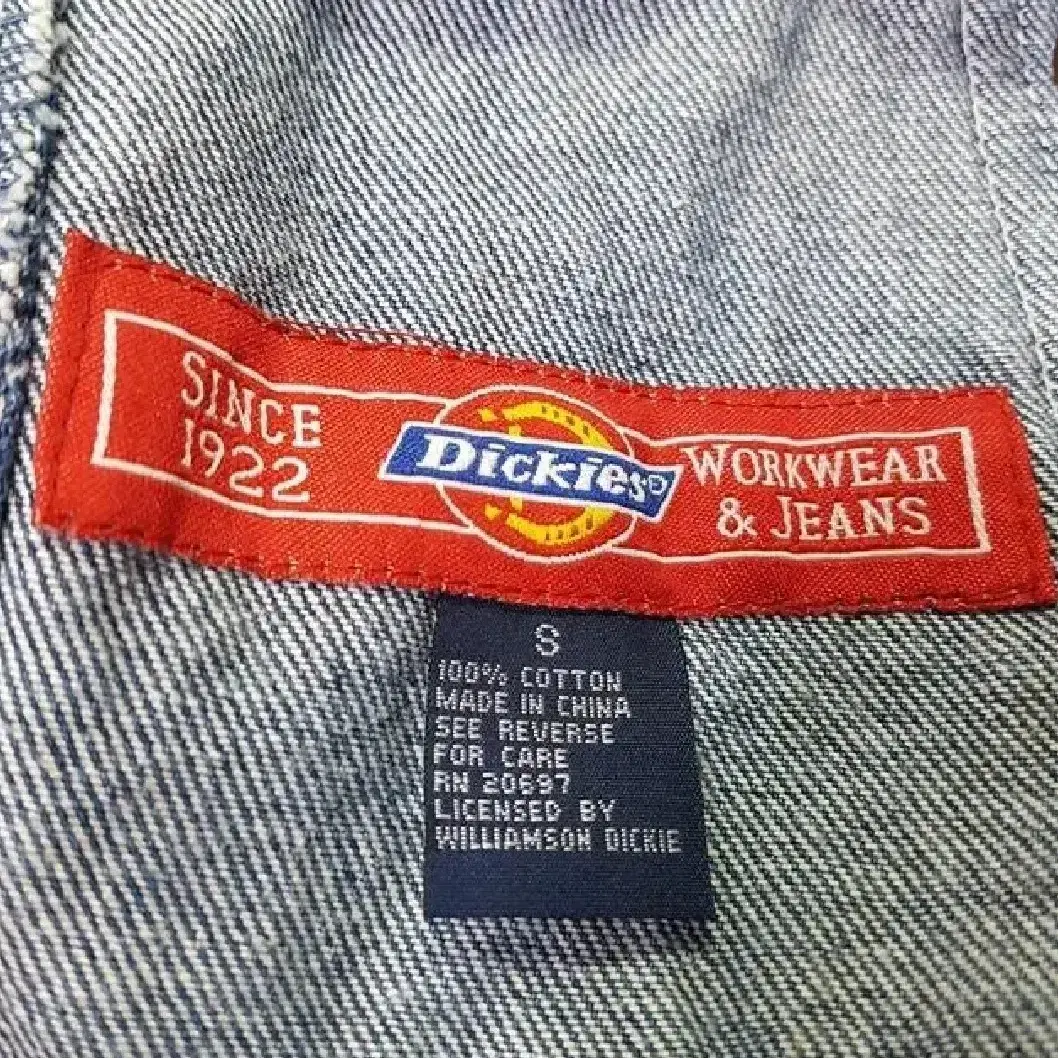 SINCE
1922
Dickies®
WORKWEAR
& JEANS
S
100% COTTON
MADE IN CHINA
SEE REVERSE
FOR CARE
RN 20697
LICENSED BY
WILLIAMSON DICKIE